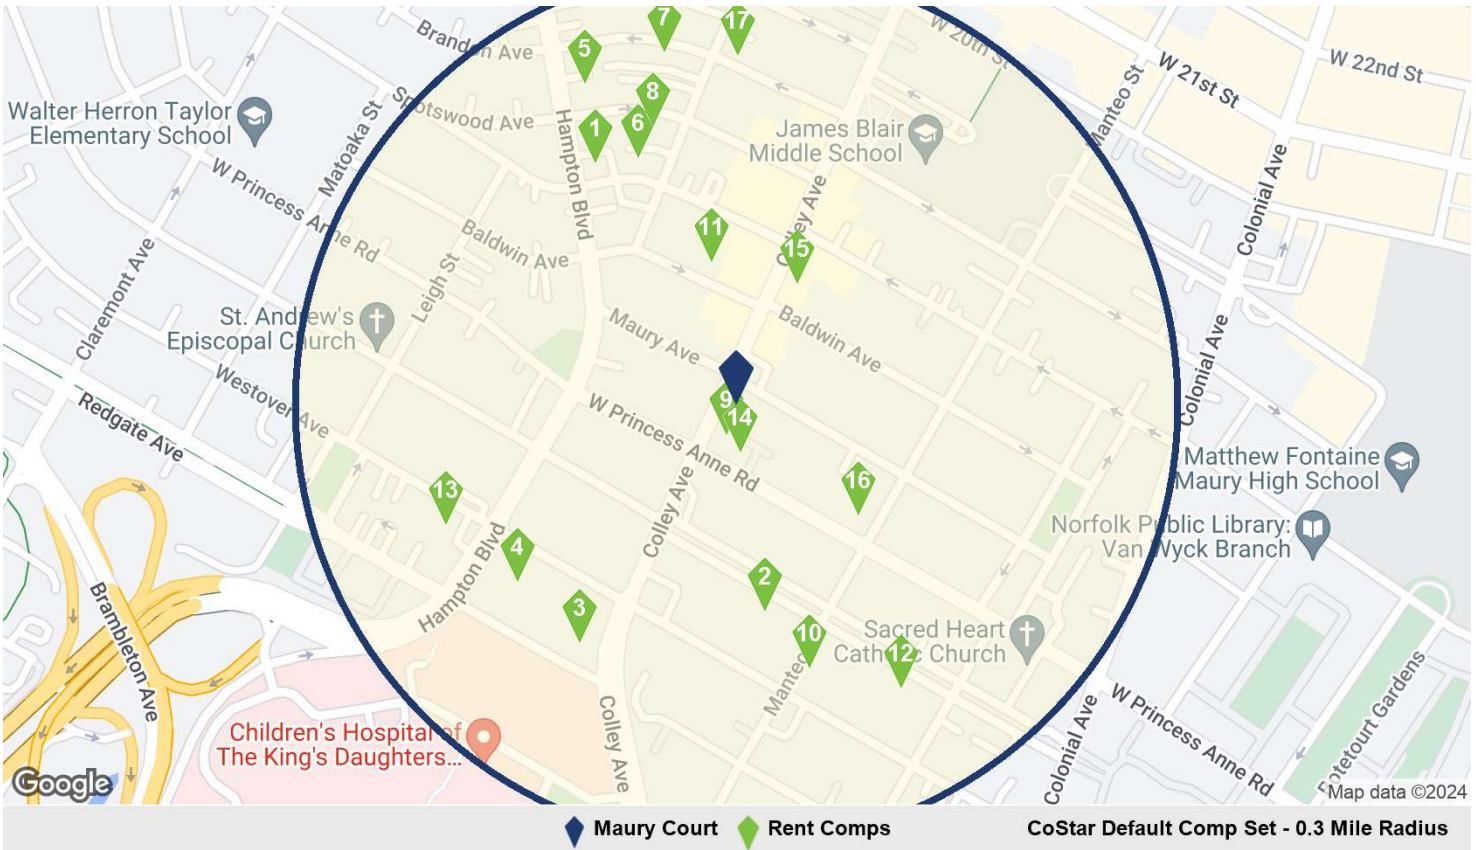 7
17
W 20th St
Brandon Ave
5
W 21st St
W 22nd St
Manteo St
Walter Herron Taylor
Elementary School
Matoaka St
Spotswood Ave
8
1
6
James Blair
Middle School
Hampton Blvd
W Princess Anne Rd
Colley Ave
Colonial Ave
Baldwin Ave
11
15
Claremont Ave
Leigh St
St. Andrew's
Episcopal Church
Maury Ave
Baldwin Ave
Colonial Ave
Westover Ave
Redgate Ave
9
14
W Princess Anne Rd
Matthew Fontaine
Maury High School
13
16
Colley Ave
Norfolk Public Library:
Van Wyck Branch
4
Hampton Blvd
2
Brambleton Ave
3
10
Sacred Heart
Catholic Church
12
Manteo
Colley Ave
Children's Hospital of
The King's Daughters...
Colonial Ave
W Princess Anne Rd
Botetourt Gardens
Google
Map data ©2024
Maury Court
Rent Comps
CoStar Default Comp Set - 0.3 Mile Radius